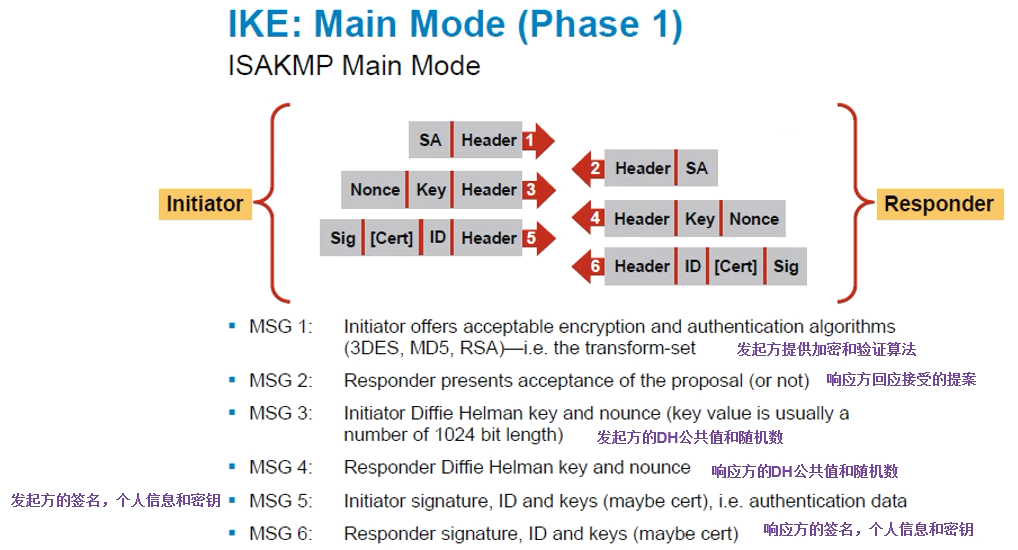 IKE: Main Mode (Phase 1)
ISAKMP Main Mode
SA Header 1
2 Header SA
Nonce Key Header 3
Initiator
Responder
4 Header Key Nonce
Sig [Cert] ID Header 5
6 Header ID [Cert] Sig
MSG 1: Initiator offers acceptable encryption and authentication algorithms
(3DES, MD5, RSA)—i.e. the transform-set 发起方提供加密和验证算法
MSG 2: Responder presents acceptance of the proposal (or not) 响应方回应接受的提案
MSG 3: Initiator Diffie Helman key and nounce (key value is usually a
number of 1024 bit length) 发起方的DH公共值和随机数
MSG 4: Responder Diffie Helman key and nounce 响应方的DH公共值和随机数
发起方的签名，个人信息和密钥 MSG 5: Initiator signature, ID and keys (maybe cert), i.e. authentication data
MSG 6: Responder signature, ID and keys (maybe cert) 响应方的签名，个人信息和密钥